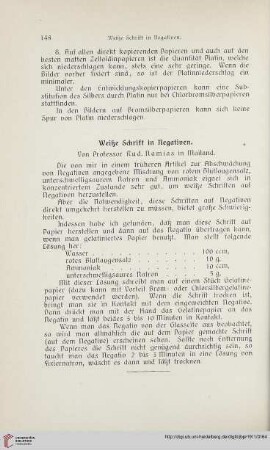 148 Weiße Schrift in Negativen.
6. Auf allen direkt kopierenden Papieren und auch auf den
besten matten Zelloidinpapieren ist die Quantität Platin, welche
sich niederschlagen kann, stets eine sehr geringe. Wenn die
Bilder vorher fixiert sind, so ist der Platinniederschlag ein
minimaler.
Unter den Entwicklungskopierpapieren kann eine Sub-
stitution des Silbers durch Platin nur bei Chlorbromsilberpapieren
stattfinden.
In den Bildern auf Bromsilberpapieren kann sich keine
Spur von Platin niederschlagen.
Weiße Schrift in Negativen.
Von Professor Rud. Namias in Mailand.
Die von mir in einem früheren Artikel zur Abschwächung
von Negativen angegebene Mischung von rotem Blutlaugensalz,
unterschwefligsaurem Natron und Ammoniak eignet sich in
konzentriertem Zustande sehr gut, um weiße Schriften auf
Negativen herzustellen.
Aber die Notwendigkeit, diese Schriften auf Negativen
direkt umgekehrt herstellen zu müssen, bietet große Schwierig-
keiten.
Indessen habe ich gefunden, daß man diese Schrift auf
Papier herstellen und dann auf das Negativ übertragen kann,
wenn man gelatiniertes Papier benutzt. Man stellt folgende
Lösung her:
Wasser 100 ccm,
rotes Blutlaugensalz 10 g,
Ammoniak 10 ccm,
unterschwefligsaures Natron 5 g.
Mit dieser Lösung schreibt man auf einem Stück Gelatine-
papier (dazu kann mit Vorteil Brom- oder Chlorsilbergelatine-
papier verwendet werden). Wenn die Schrift trocken ist,
bringt man sie in Kontakt mit dem eingeweichten Negative.
Dann drückt man mit der Hand das Gelatinepapier an das
Negativ und läßt beides 5 bis 10 Minuten in Kontakt.
Wenn man das Negativ von der Glasseite aus beobachtet,
so wird man allmählich auf dem dunklen Grunde des Negativs
die Schrift durchsichtig erscheinen sehen. Sollte nach Entfernung
des Papieres die Schrift nicht genügend durchsichtig sein, so
taucht man das Negativ 2 bis 3 Minuten in eine Lösung von
Fixiernatron, wäscht es dann und läßt trocknen.